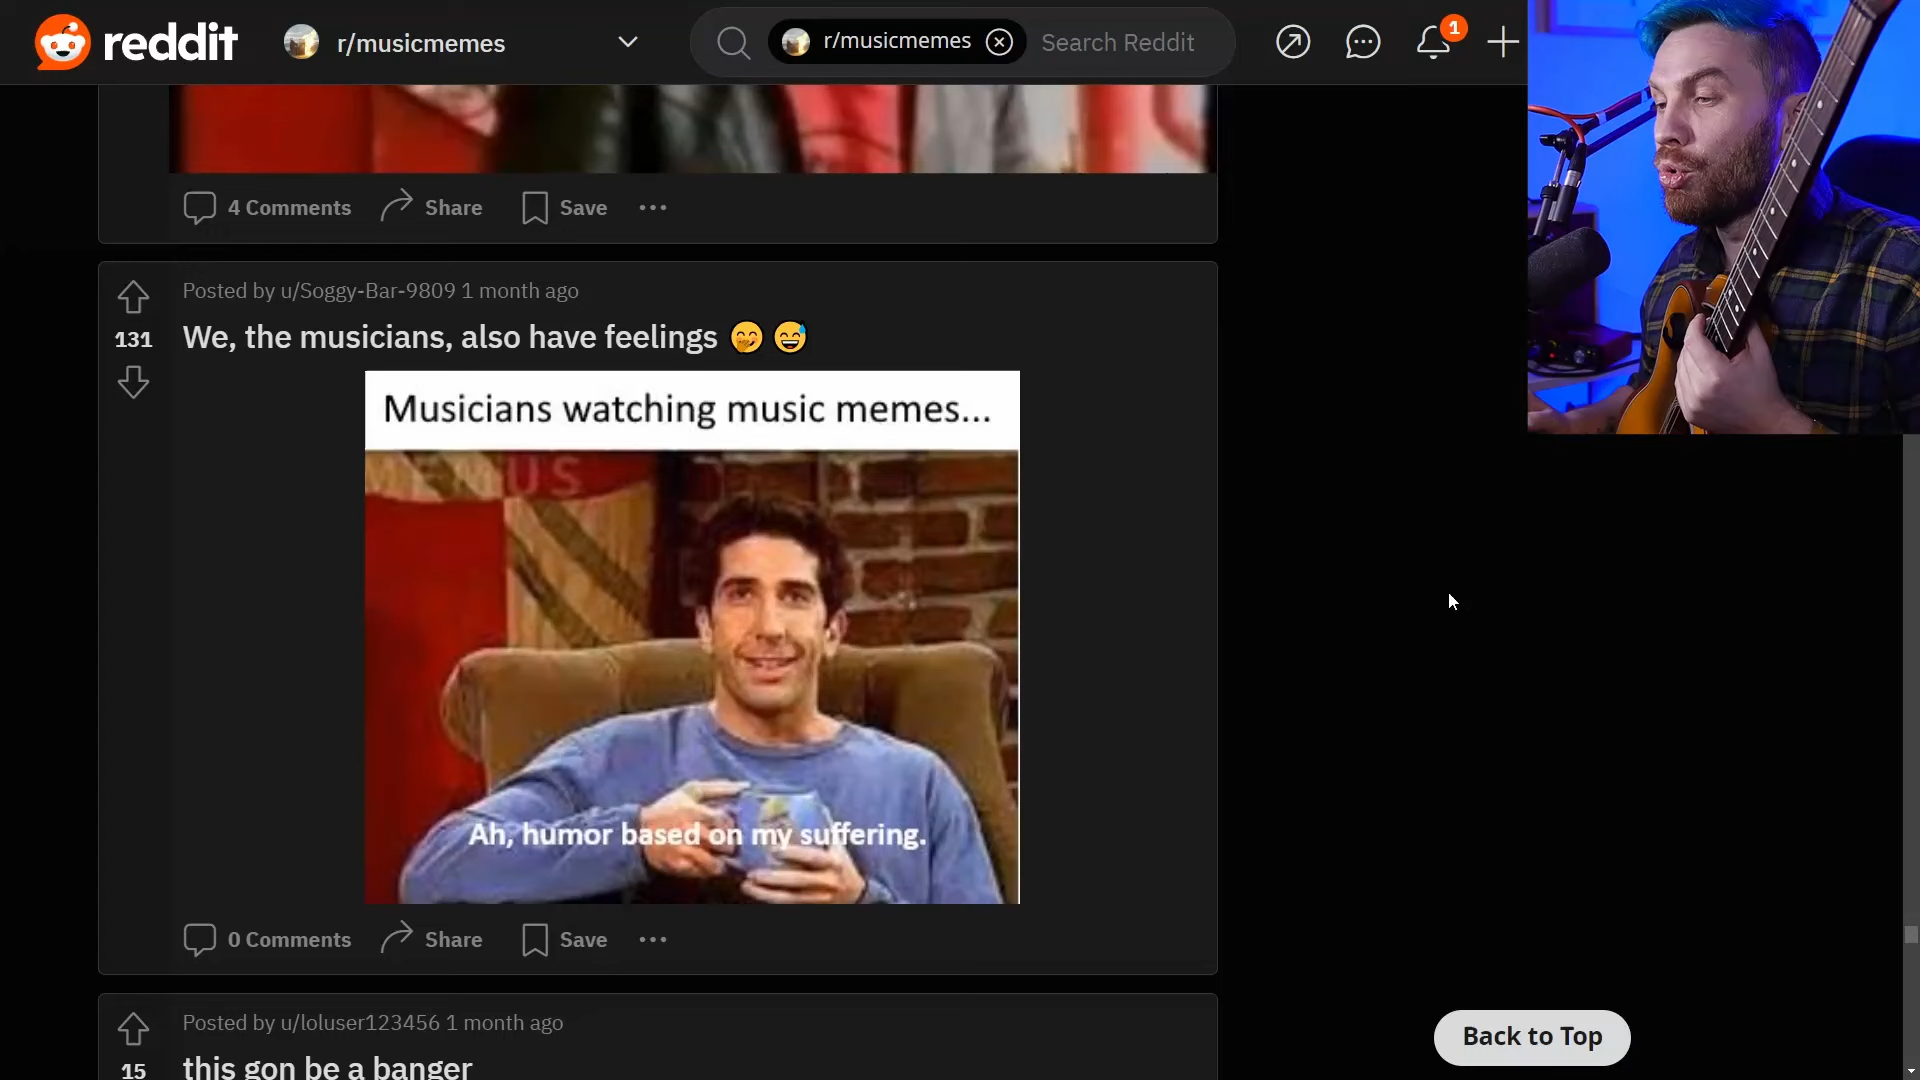 reddit
r/musicmemes
r/musicmemes
Search Reddit
1
4 Comments
Share
Save
Posted by u/Soggy-Bar-9809 1 month ago
131
We, the musicians, also have feelings 🤭 😅
Musicians watching music memes...
Ah, humor based on my suffering.
0 Comments
Share
Save
Posted by u/loluser123456 1 month ago
15
this gon be a banger
Back to Top